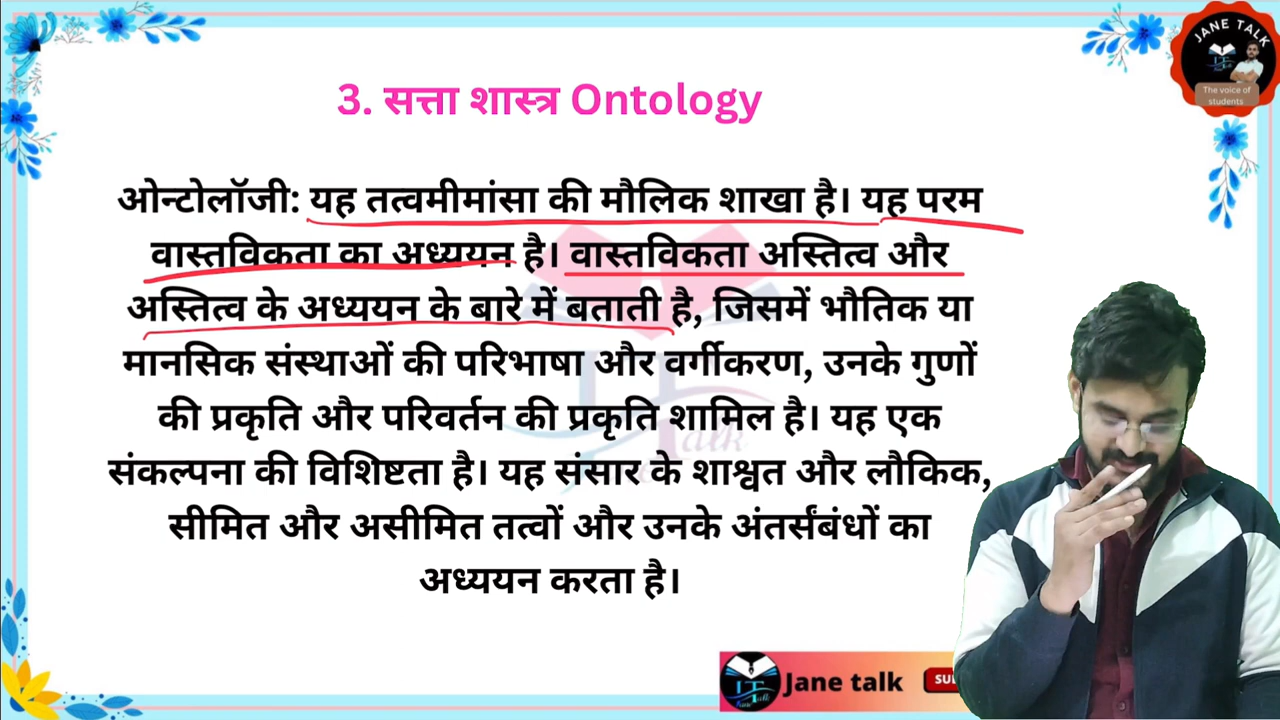 JANE TALK
The voice of
students
3. सत्ता शास्त्र Ontology
ओन्टोलॉजी: यह तत्वमीमांसा की मौलिक शाखा है। यह परम
वास्तविकता का अध्ययन है। वास्तविकता अस्तित्व और
अस्तित्व के अध्ययन के बारे में बताती है, जिसमें भौतिक या
मानसिक संस्थाओं की परिभाषा और वर्गीकरण, उनके गुणों
की प्रकृति और परिवर्तन की प्रकृति शामिल है। यह एक
संकल्पना की विशिष्टता है। यह संसार के शाश्वत और लौकिक,
सीमित और असीमित तत्वों और उनके अंतर्संबंधों का
अध्ययन करता है।
Jane talk